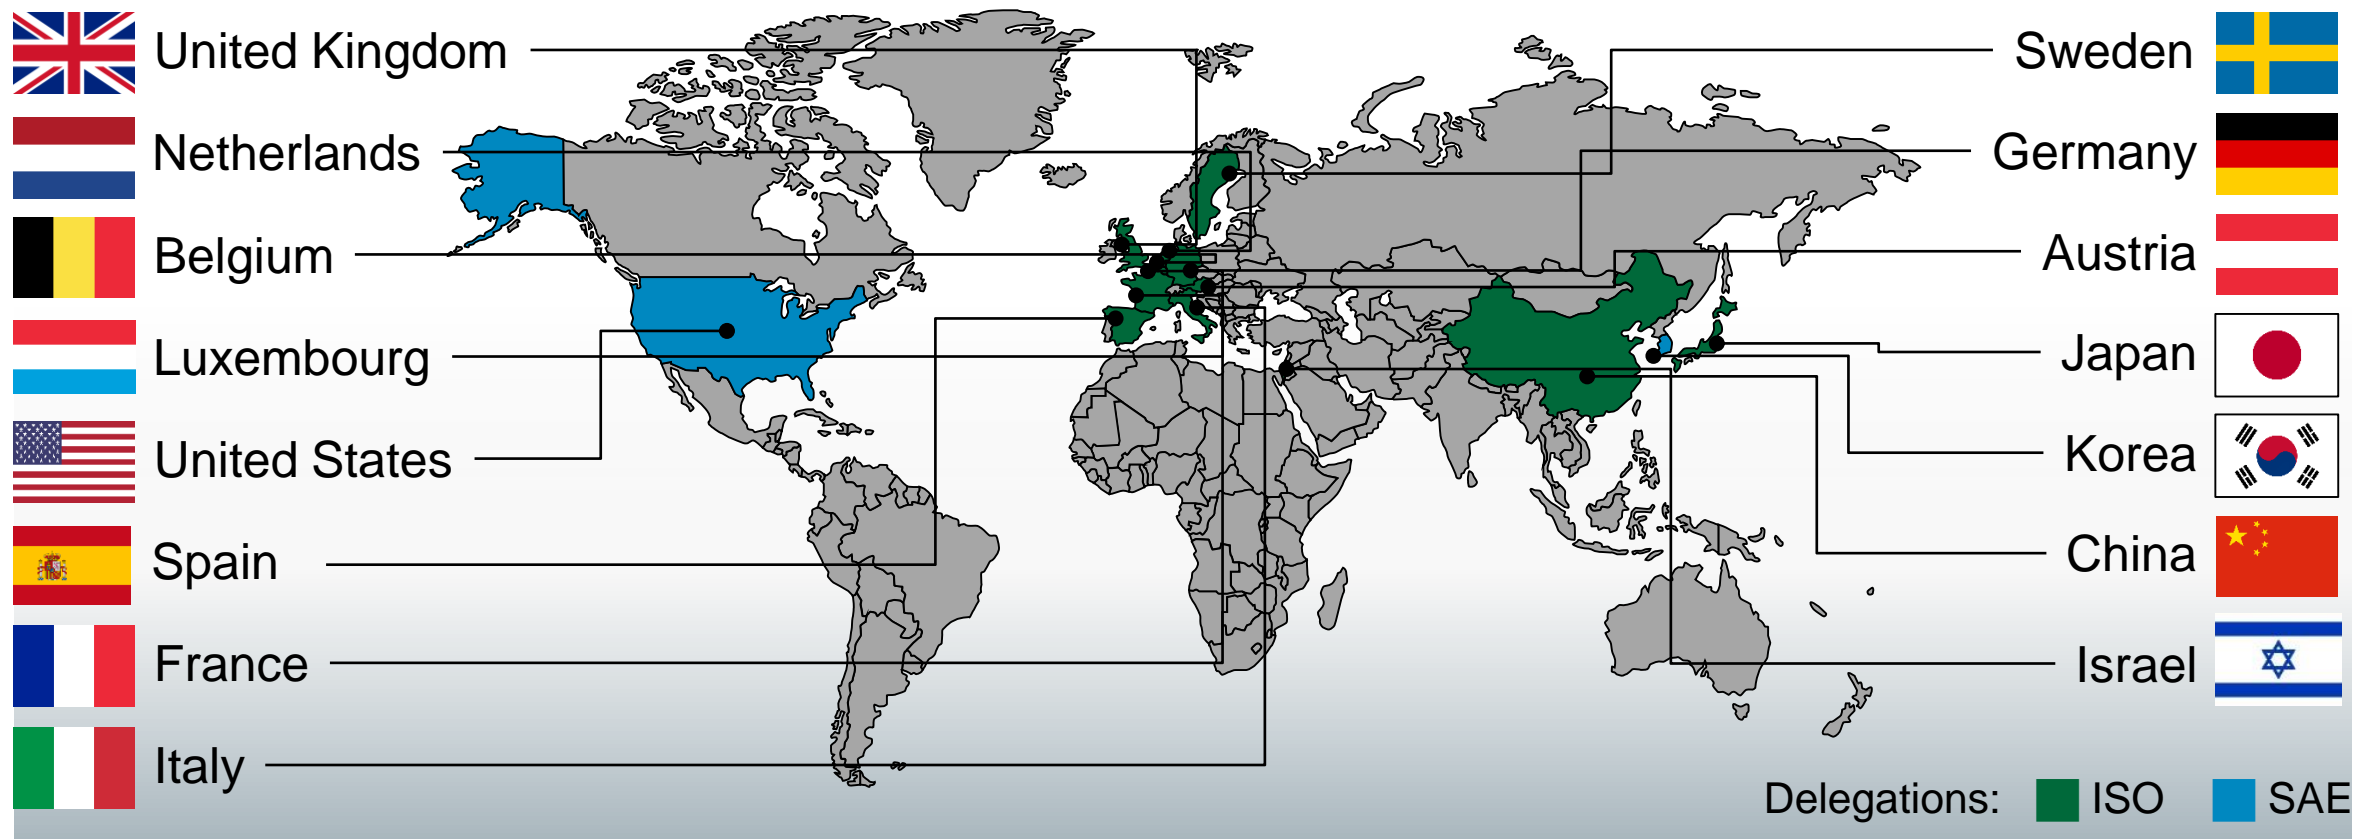 United Kingdom
Netherlands
Belgium
Luxembourg
United States
Spain
France
Italy
Sweden
Germany
Austria
Japan
Korea
China
Israel
Delegations: ISO SAE